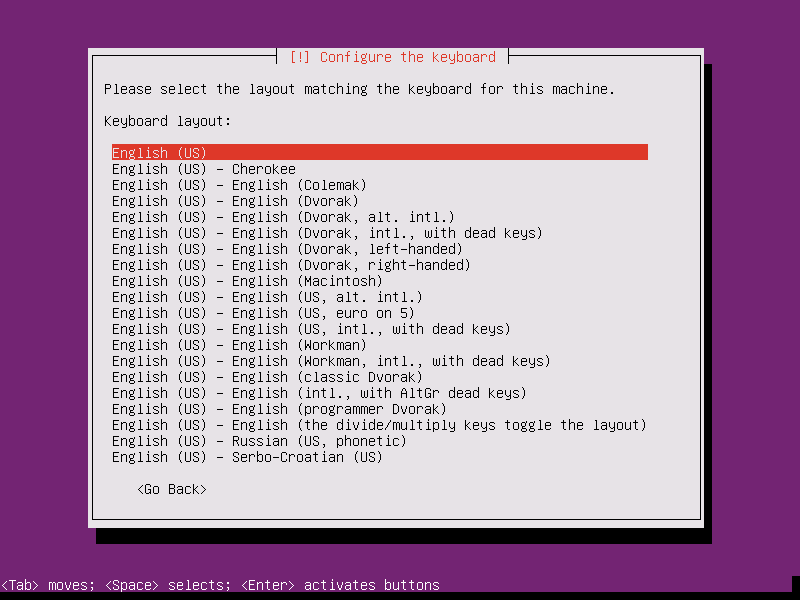 [!] Configure the keyboard
Please select the layout matching the keyboard for this machine.
Keyboard layout:
English (US)
English (US) - Cherokee
English (US) - English (Colemak)
English (US) - English (Dvorak)
English (US) - English (Dvorak, alt. intl.)
English (US) - English (Dvorak, intl., with dead keys)
English (US) - English (Dvorak, left-handed)
English (US) - English (Dvorak, right-handed)
English (US) - English (Macintosh)
English (US) - English (US, alt. intl.)
English (US) - English (US, euro on 5)
English (US) - English (US, intl., with dead keys)
English (US) - English (Workman)
English (US) - English (Workman, intl., with dead keys)
English (US) - English (classic Dvorak)
English (US) - English (intl., with AltGr dead keys)
English (US) - English (programmer Dvorak)
English (US) - English (the divide/multiply keys toggle the layout)
English (US) - Russian (US, phonetic)
English (US) - Serbo-Croatian (US)
<Go Back>
<Tab> moves; <Space> selects; <Enter> activates buttons